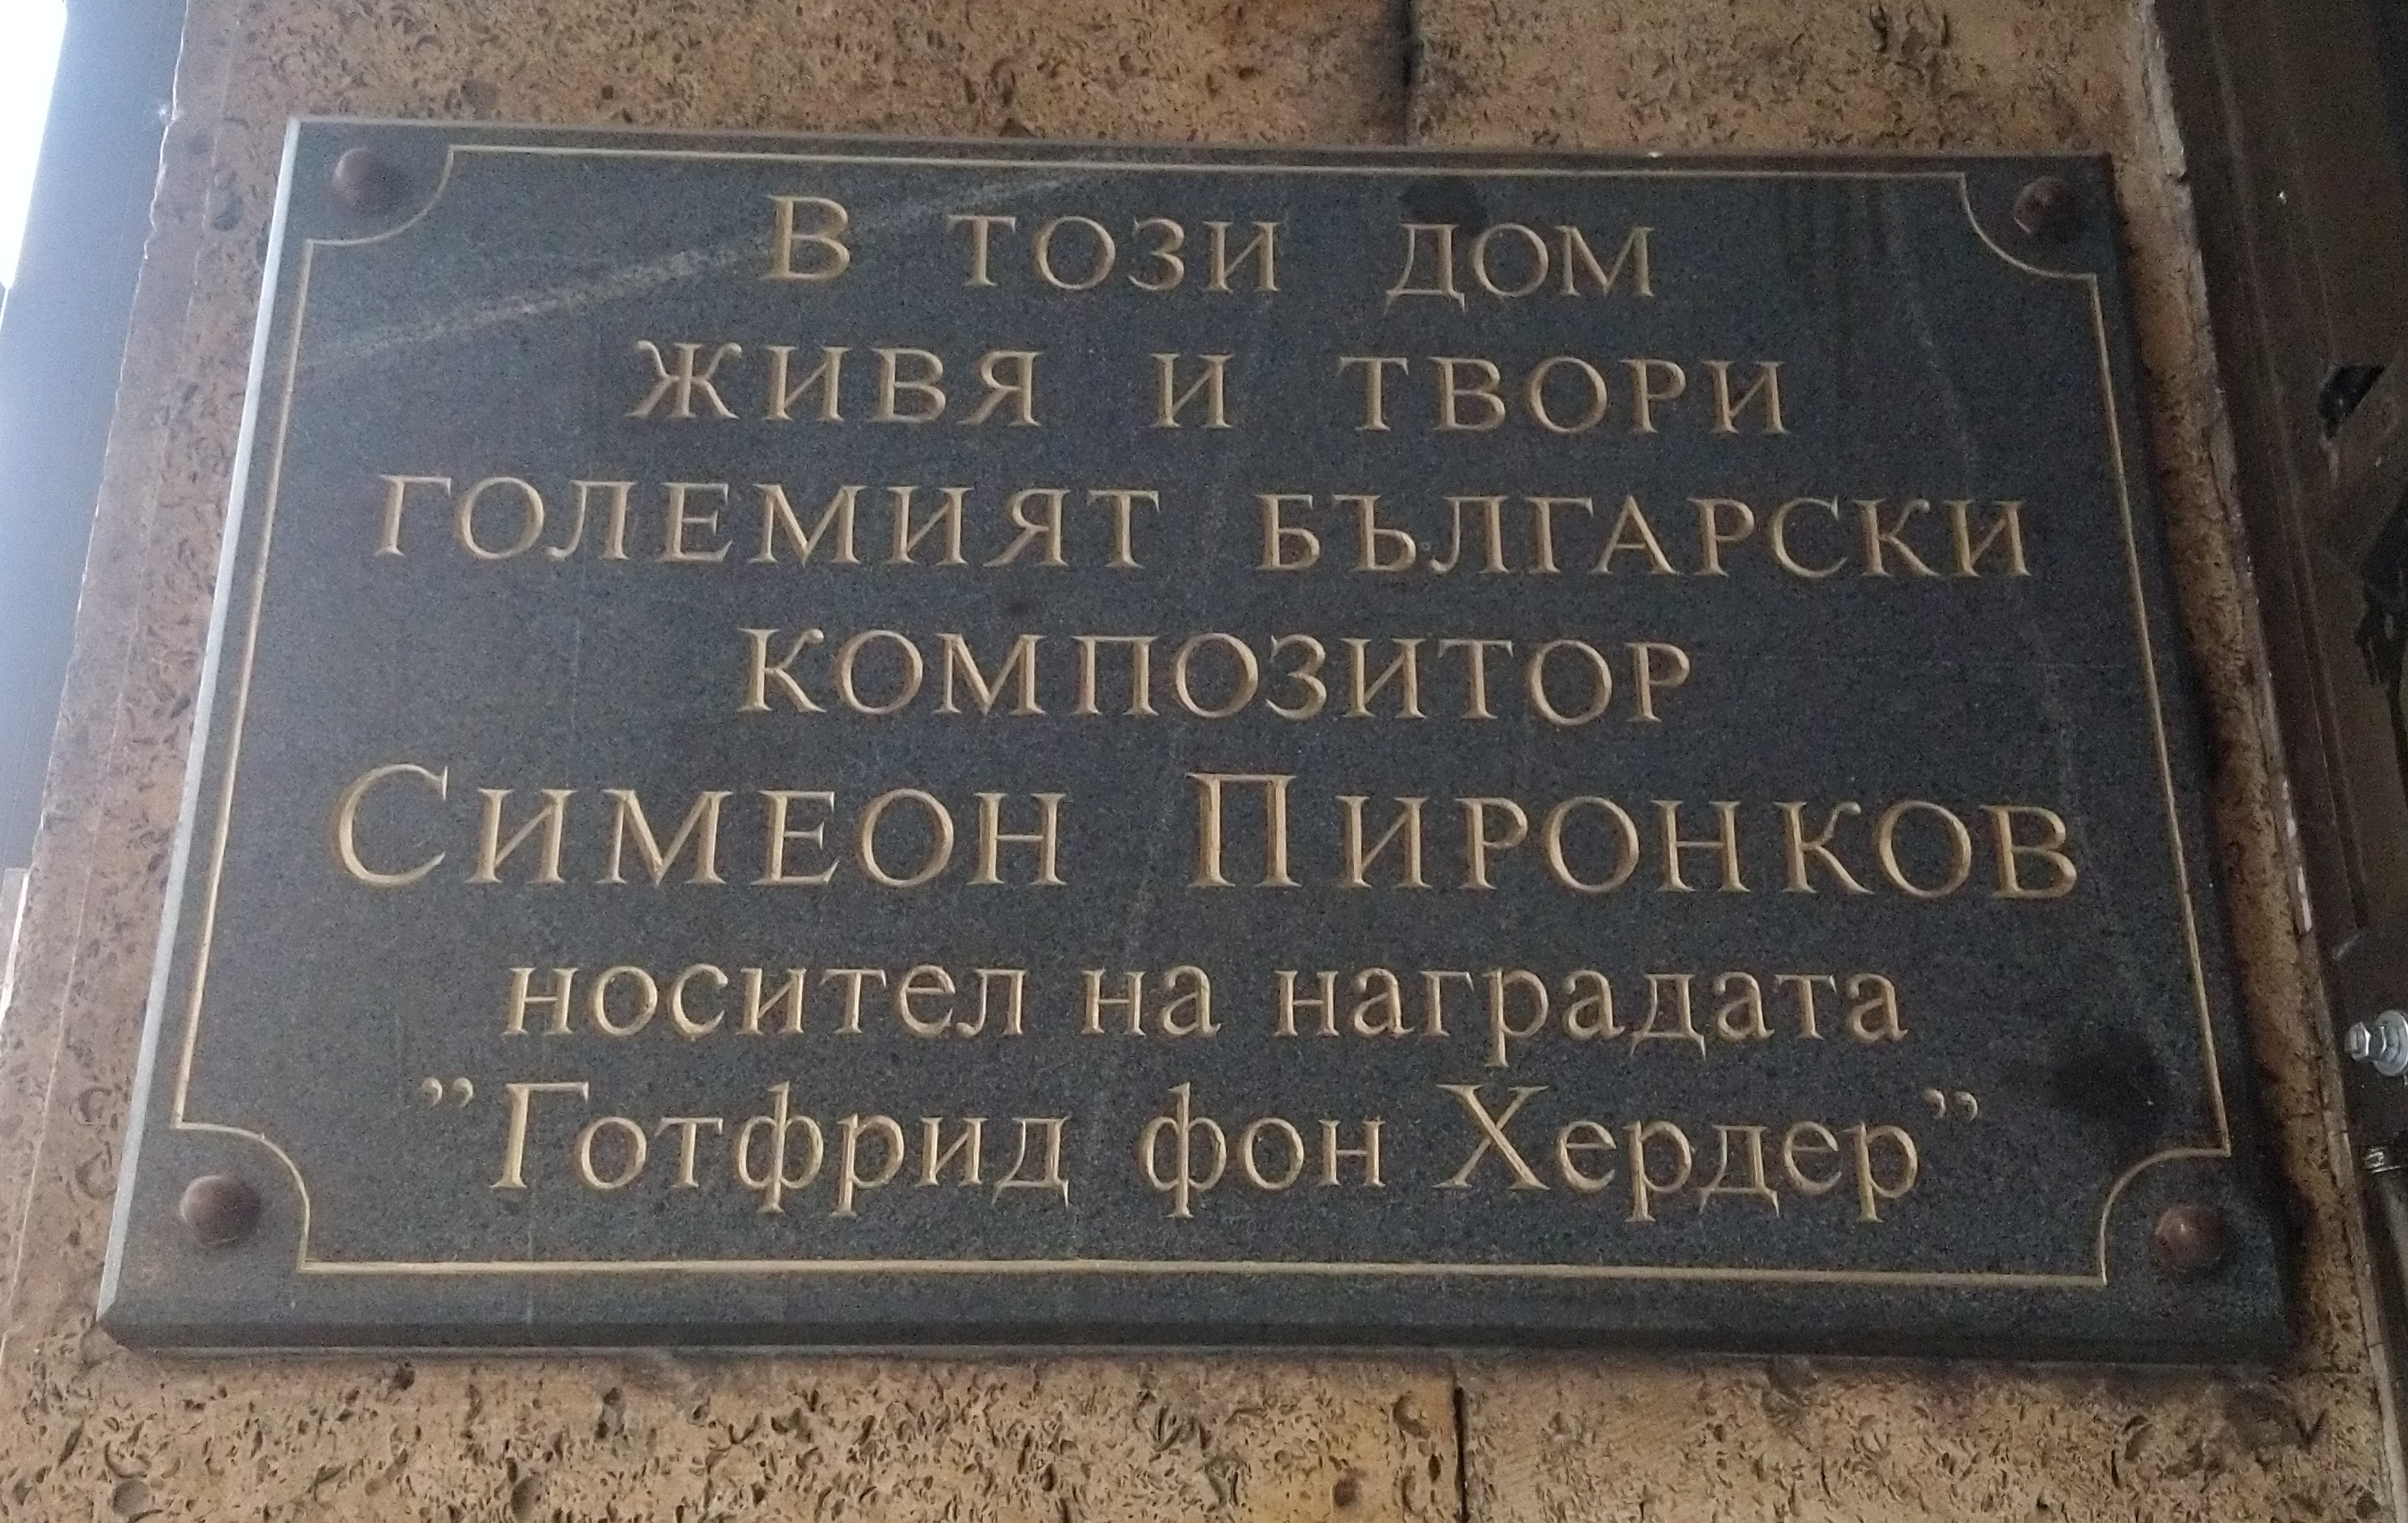 В ТОЗИ ДОМ
ЖИВЯ И ТВОРИ
ГОЛЕМИЯТ БЪЛГАРСКИ
КОМПОЗИТОР
СИМЕОН ПИРОНКОВ
носител на наградата
”Готфрид фон Хердер”